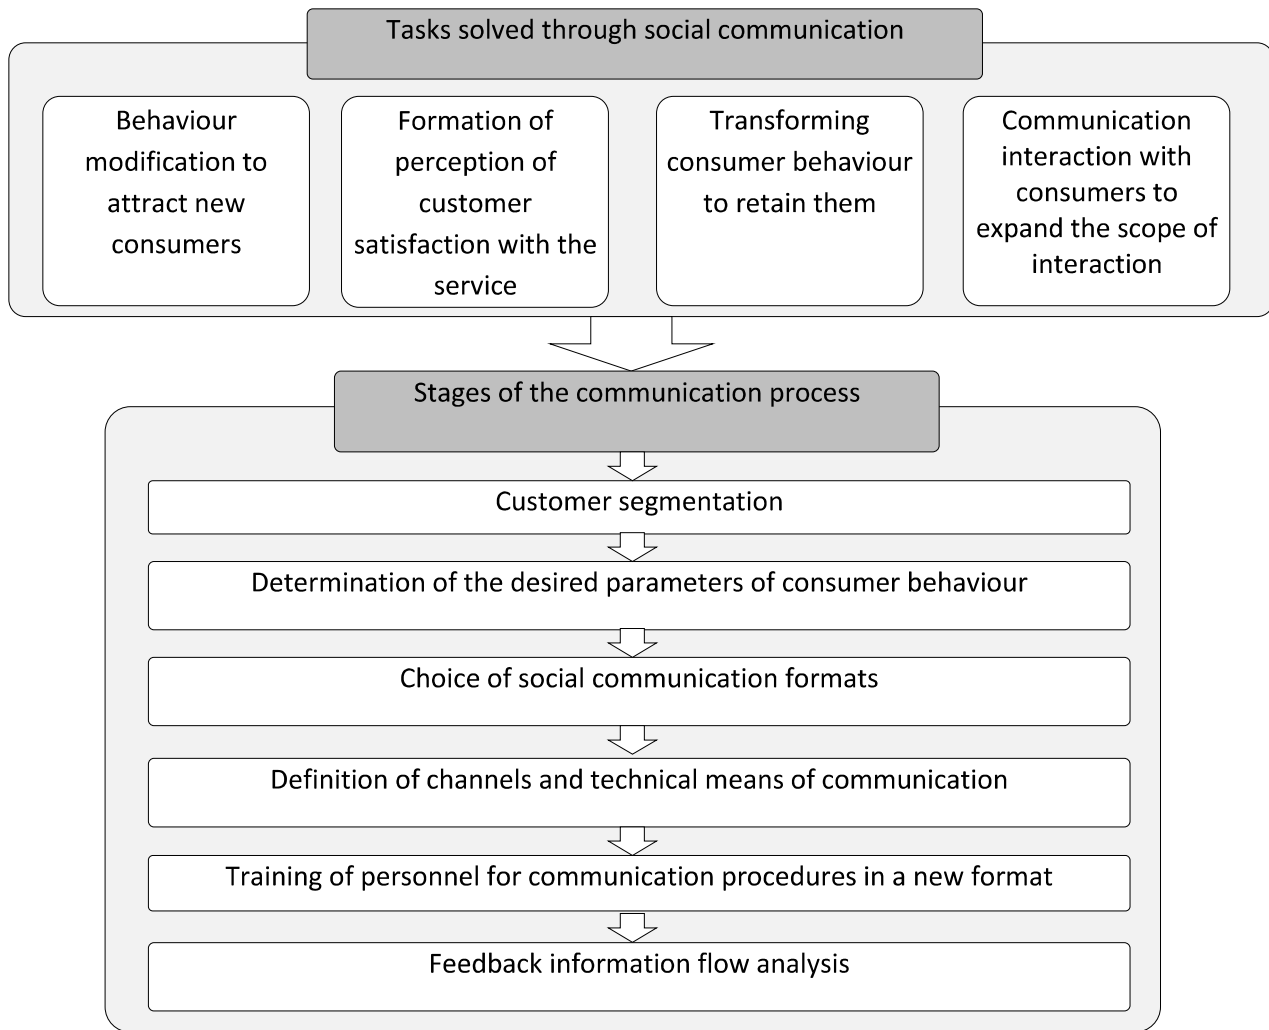 Tasks solved through social communication
Behaviour
modification to
attract new
consumers
Formation of
perception of
customer
satisfaction with the
service
Transforming
consumer behaviour
to retain them
Communication
interaction with
consumers to
expand the scope of
interaction
Stages of the communication process
Customer segmentation
Determination of the desired parameters of consumer behaviour
Choice of social communication formats
Definition of channels and technical means of communication
Training of personnel for communication procedures in a new format
Feedback information flow analysis